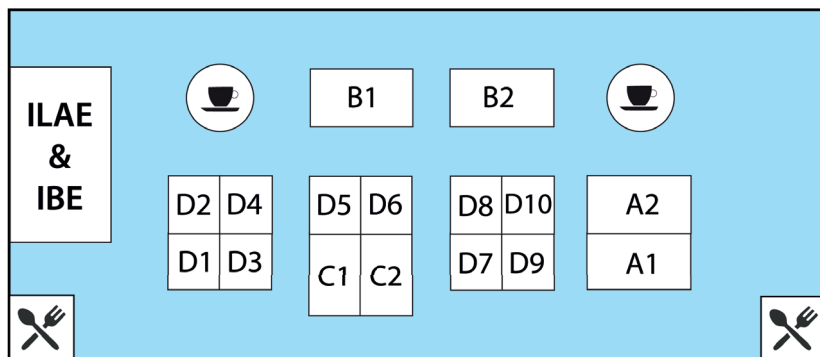 ILAE
&
IBE
B1
B2
D2 D4
D1 D3
D5 D6
C1 C2
D8 D10
D7 D9
A2
A1